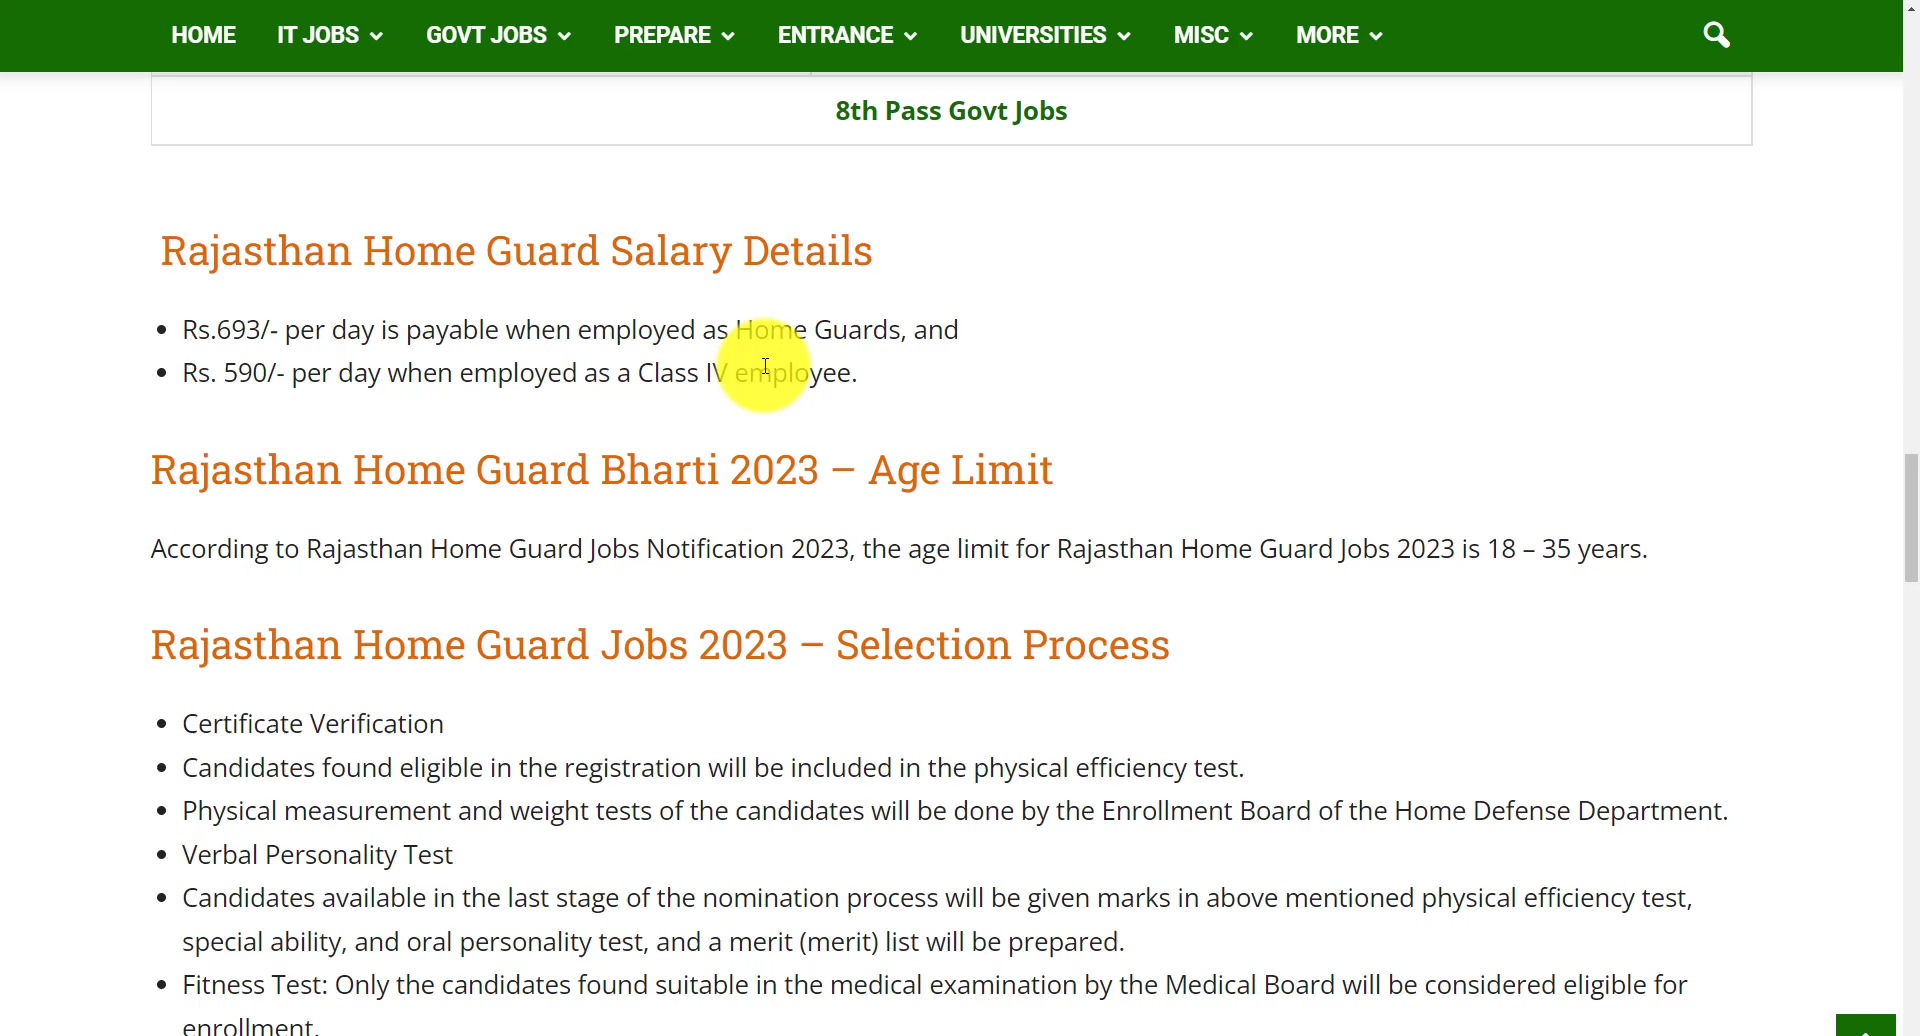 HOME IT JOBS GOVT JOBS PREPARE ENTRANCE UNIVERSITIES MISC MORE
8th Pass Govt Jobs
Rajasthan Home Guard Salary Details
• Rs.693/- per day is payable when employed as Home Guards, and
• Rs. 590/- per day when employed as a Class IV employee.
Rajasthan Home Guard Bharti 2023 – Age Limit
According to Rajasthan Home Guard Jobs Notification 2023, the age limit for Rajasthan Home Guard Jobs 2023 is 18 – 35 years.
Rajasthan Home Guard Jobs 2023 – Selection Process
• Certificate Verification
• Candidates found eligible in the registration will be included in the physical efficiency test.
• Physical measurement and weight tests of the candidates will be done by the Enrollment Board of the Home Defense Department.
• Verbal Personality Test
• Candidates available in the last stage of the nomination process will be given marks in above mentioned physical efficiency test,
special ability, and oral personality test, and a merit (merit) list will be prepared.
• Fitness Test: Only the candidates found suitable in the medical examination by the Medical Board will be considered eligible for
enrollment.